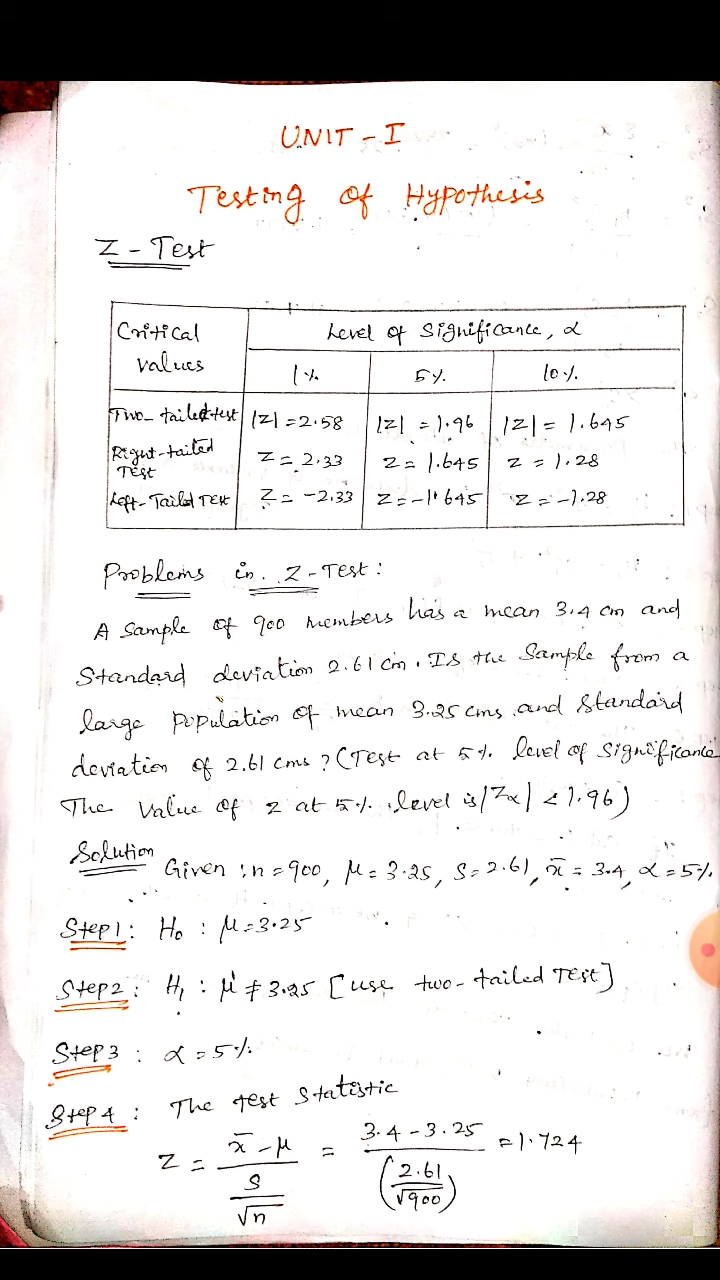 UNIT - I
Testing of Hypothesis
Z - Test
Critical values Level of Significance, α
1% 5% 10%
Two-tailed test |Z| = 2.58 |Z| = 1.96 |Z| = 1.645
Right-tailed Test Z = 2.33 Z = 1.645 Z = 1.28
Left-Tailed Test Z = -2.33 Z = -1.645 Z = -1.28
Problems in Z-Test:
A Sample of 900 members has a mean 3.4 cm and
Standard deviation 2.61 cm. Is the Sample from a
large population of mean 3.25 cms and Standard
deviation of 2.61 cms? (Test at 5% level of significance
The value of z at 5% level is |Zα| < 1.96)
Solution Given : n = 900, μ = 3.25, S = 2.61, x̄ = 3.4, α = 5%
Step 1: H₀ : μ = 3.25
Step 2: H₁ : μ ≠ 3.25 [use two-tailed Test]
Step 3 : α = 5%
Step 4 : The Test Statistic
Z = (x̄ - μ) / (S / √n) = (3.4 - 3.25) / (2.61 / √900) = 1.724